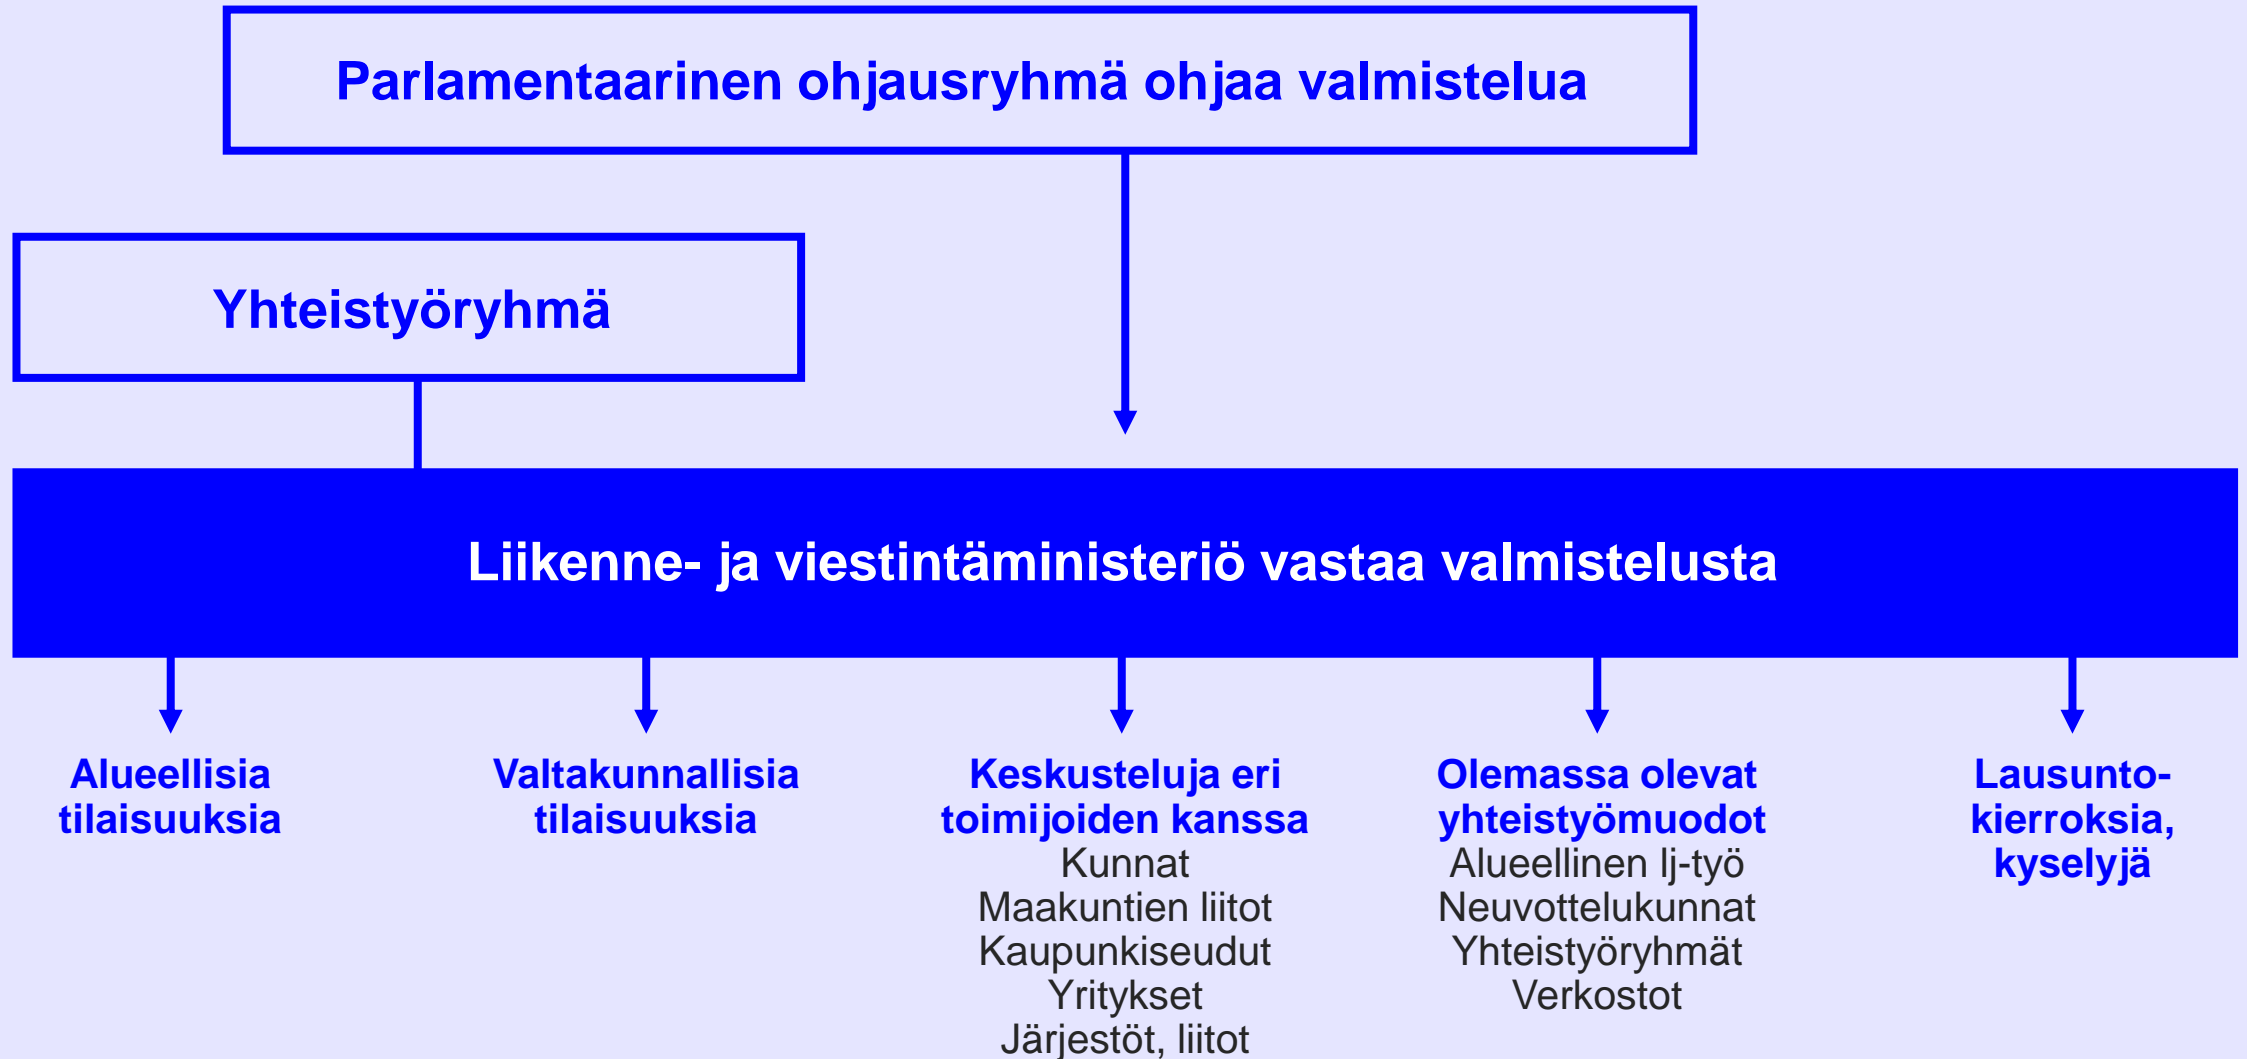 Parlamentaarinen ohjausryhmä ohjaa valmistelua
Yhteistyöryhmä
Liikenne- ja viestintäministeriö vastaa valmistelusta
Alueellisia
tilaisuuksia
Valtakunnallisia
tilaisuuksia
Keskusteluja eri
toimijoiden kanssa
Kunnat
Maakuntien liitot
Kaupunkiseudut
Yritykset
Järjestöt, liitot
Olemassa olevat
yhteistyömuodot
Alueellinen lj-työ
Neuvottelukunnat
Yhteistyöryhmät
Verkostot
Lausunto-
kierroksia,
kyselyjä